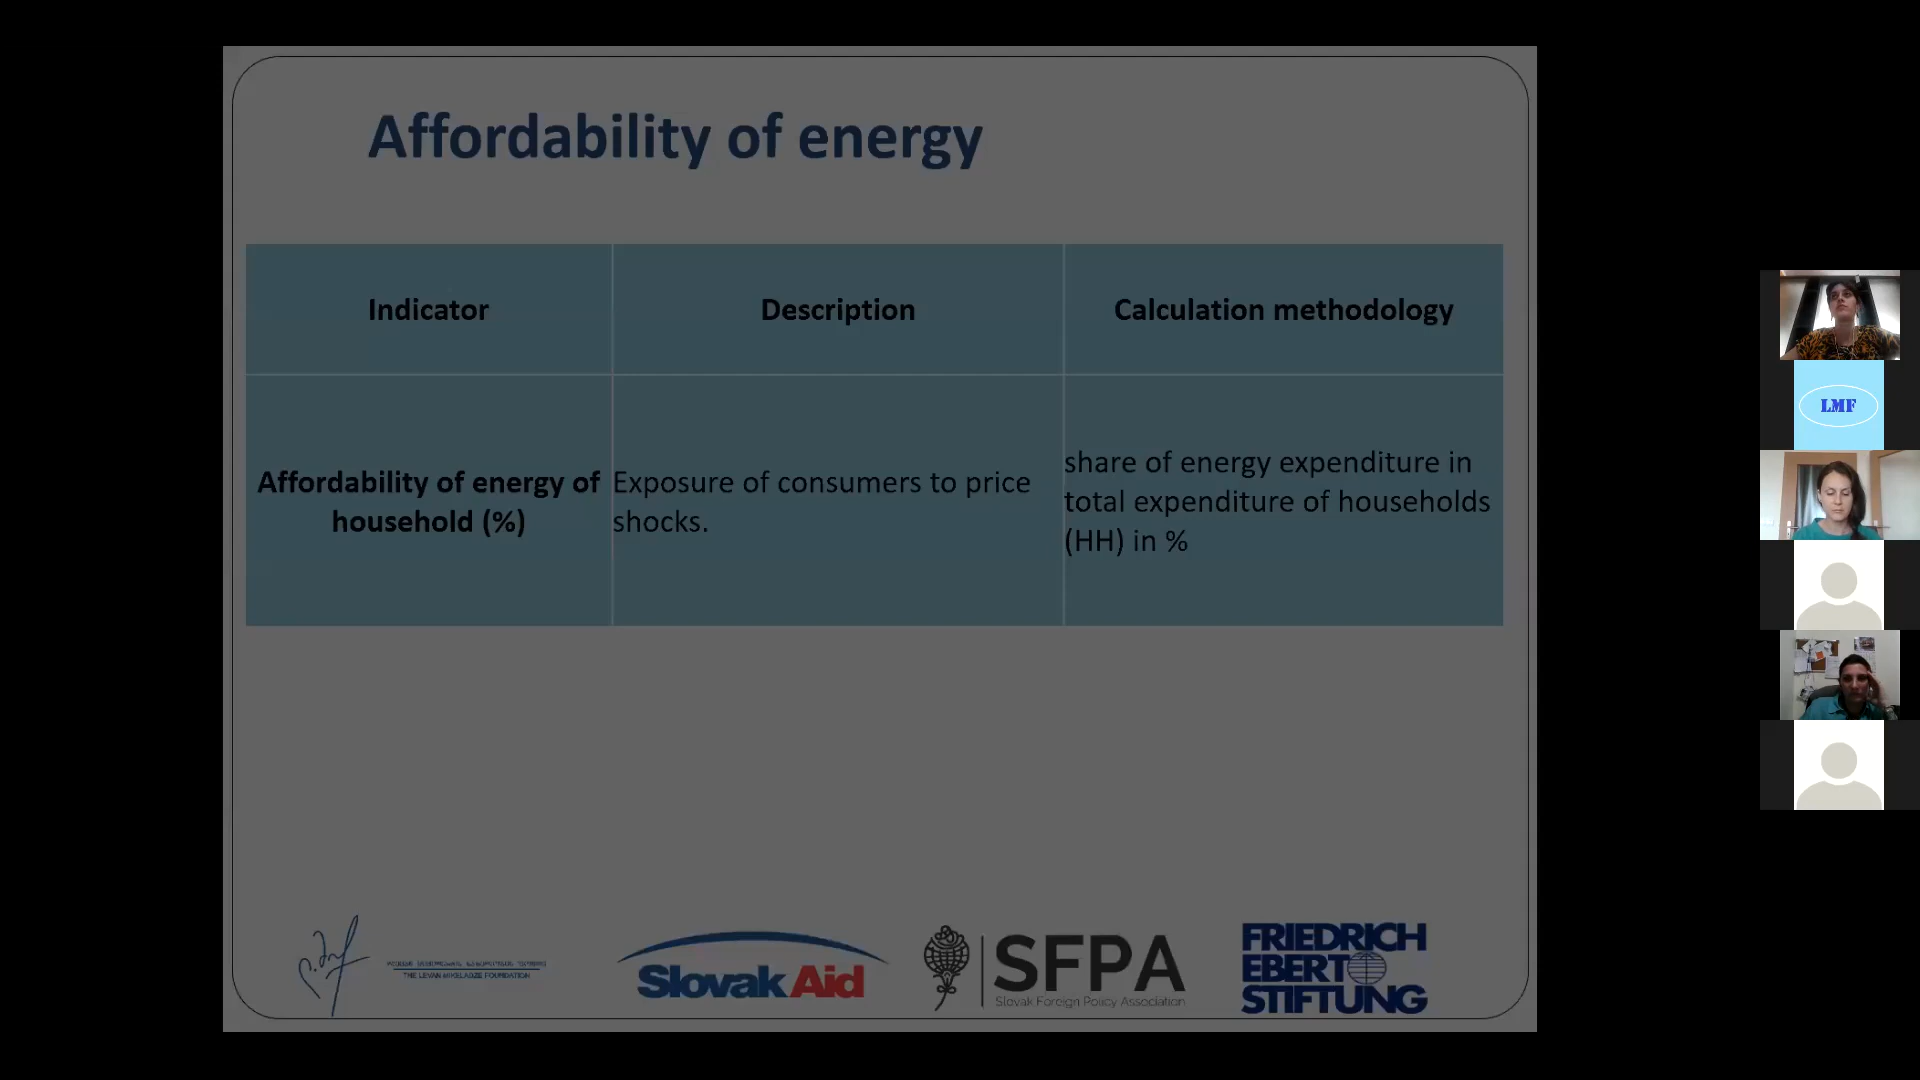 Affordability of energy
Indicator
Description
Calculation methodology
Affordability of energy of
household (%)
Exposure of consumers to price
shocks.
share of energy expenditure in
total expenditure of households
(HH) in %
THE LEVAN MIKELADZE FOUNDATION
SlovakAid
SFPA
Slovak Foreign Policy Association
FRIEDRICH
EBERT
STIFTUNG
LMF